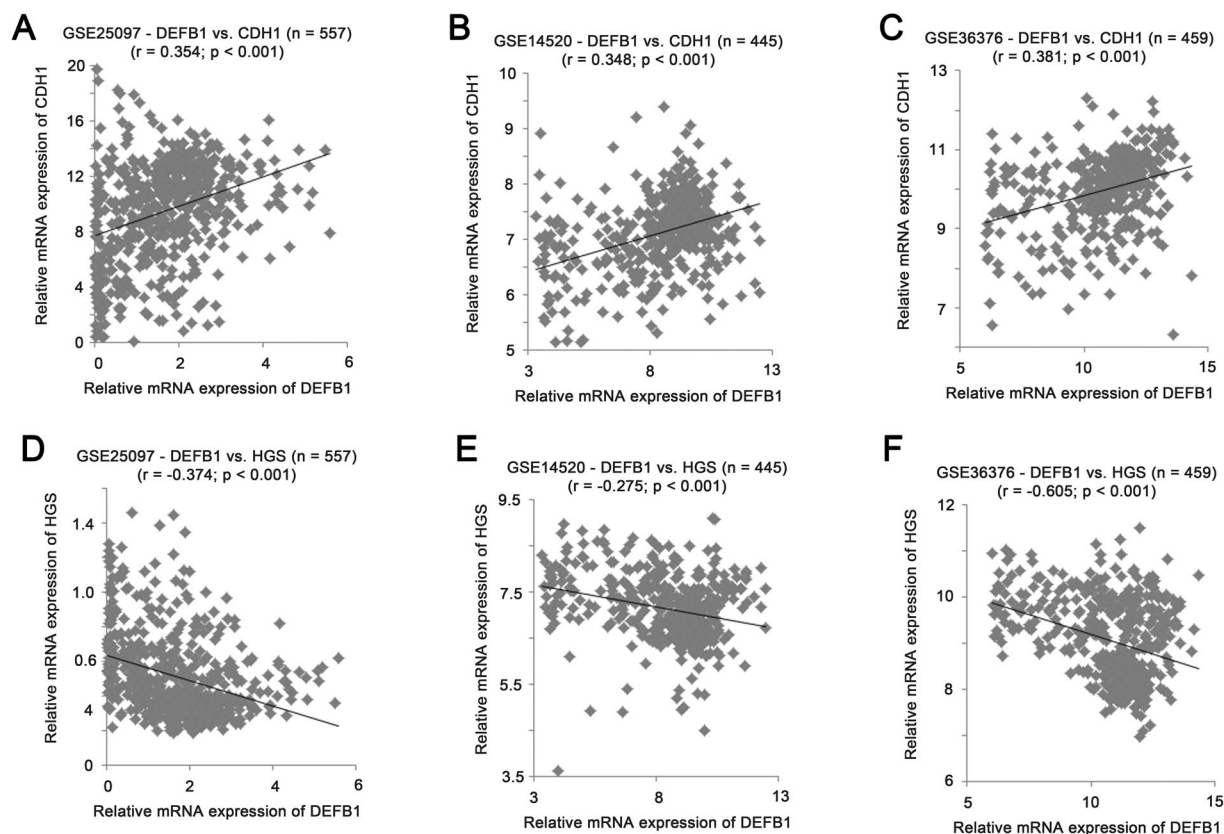 A
GSE25097 - DEFB1 vs. CDH1 (n = 557)
(r = 0.354; p < 0.001)
Relative mRNA expression of CDH1
20
16
12
8
4
0
0
2
4
6
Relative mRNA expression of DEFB1
B
GSE14520 - DEFB1 vs. CDH1 (n = 445)
(r = 0.348; p < 0.001)
Relative mRNA expression of CDH1
10
9
8
7
6
5
3
8
13
Relative mRNA expression of DEFB1
C
GSE36376 - DEFB1 vs. CDH1 (n = 459)
(r = 0.381; p < 0.001)
Relative mRNA expression of CDH1
13
11
9
7
5
10
15
Relative mRNA expression of DEFB1
D
GSE25097 - DEFB1 vs. HGS (n = 557)
(r = -0.374; p < 0.001)
Relative mRNA expression of HGS
1.4
1.0
0.6
4
0
0
2
4
6
Relative mRNA expression of DEFB1
E
GSE14520 - DEFB1 vs. HGS (n = 445)
(r = -0.275; p < 0.001)
Relative mRNA expression of HGS
9.5
7.5
5.5
3.5
3
8
13
Relative mRNA expression of DEFB1
F
GSE36376 - DEFB1 vs. HGS (n = 459)
(r = -0.605; p < 0.001)
Relative mRNA expression of HGS
12
10
8
6
5
10
15
Relative mRNA expression of DEFB1